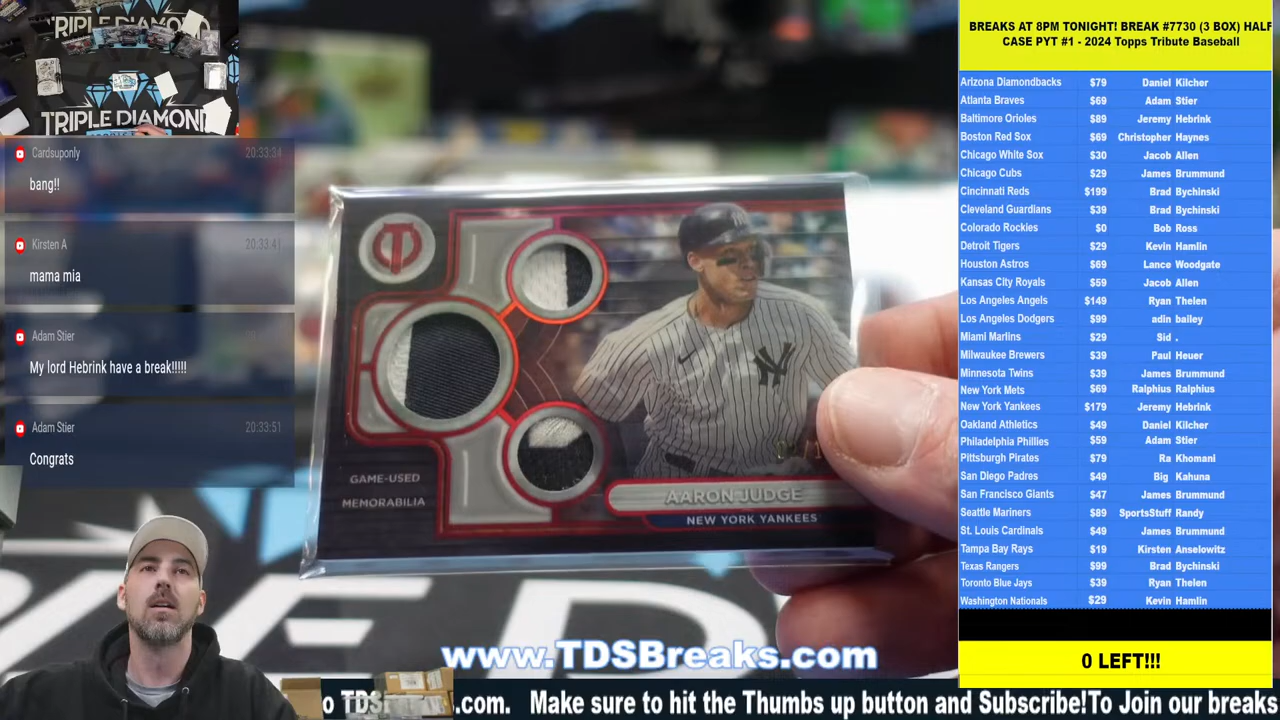 TRIPLE DIAMOND
TRIPLE DIAMOND
Cardsuponly 20:33:34
bang!!
Kirsten A 20:33:41
mama mia
Adam Stier
My lord Hebrink have a break!!!!!
Adam Stier 20:33:51
Congrats
GAME-USED
MEMORABILIA
AARON JUDGE
NEW YORK YANKEES
NY
www.TDSBreaks.com
.com. Make sure to hit the Thumbs up button and Subscribe!To Join our breaks
BREAKS AT 8PM TONIGHT! BREAK #7730 (3 BOX) HALF
CASE PYT #1 - 2024 Topps Tribute Baseball
Arizona Diamondbacks $79 Daniel Kilcher
Atlanta Braves $69 Adam Stier
Baltimore Orioles $89 Jeremy Hebrink
Boston Red Sox $69 Christopher Haynes
Chicago White Sox $30 Jacob Allen
Chicago Cubs $29 James Brummund
Cincinnati Reds $199 Brad Bychinski
Cleveland Guardians $39 Brad Bychinski
Colorado Rockies $0 Bob Ross
Detroit Tigers $29 Kevin Hamlin
Houston Astros $69 Lance Woodgate
Kansas City Royals $59 Jacob Allen
Los Angeles Angels $149 Ryan Thelen
Los Angeles Dodgers $99 adin bailey
Miami Marlins $29 Sid .
Milwaukee Brewers $39 Paul Heuer
Minnesota Twins $39 James Brummund
New York Mets $69 Ralphius Ralphius
New York Yankees $179 Jeremy Hebrink
Oakland Athletics $49 Daniel Kilcher
Philadelphia Phillies $59 Adam Stier
Pittsburgh Pirates $79 Ra Khomani
San Diego Padres $49 Big Kahuna
San Francisco Giants $47 James Brummund
Seattle Mariners $89 SportsStuff Randy
St. Louis Cardinals $49 James Brummund
Tampa Bay Rays $19 Kirsten Anselowitz
Texas Rangers $99 Brad Bychinski
Toronto Blue Jays $39 Ryan Thelen
Washington Nationals $29 Kevin Hamlin
0 LEFT!!!